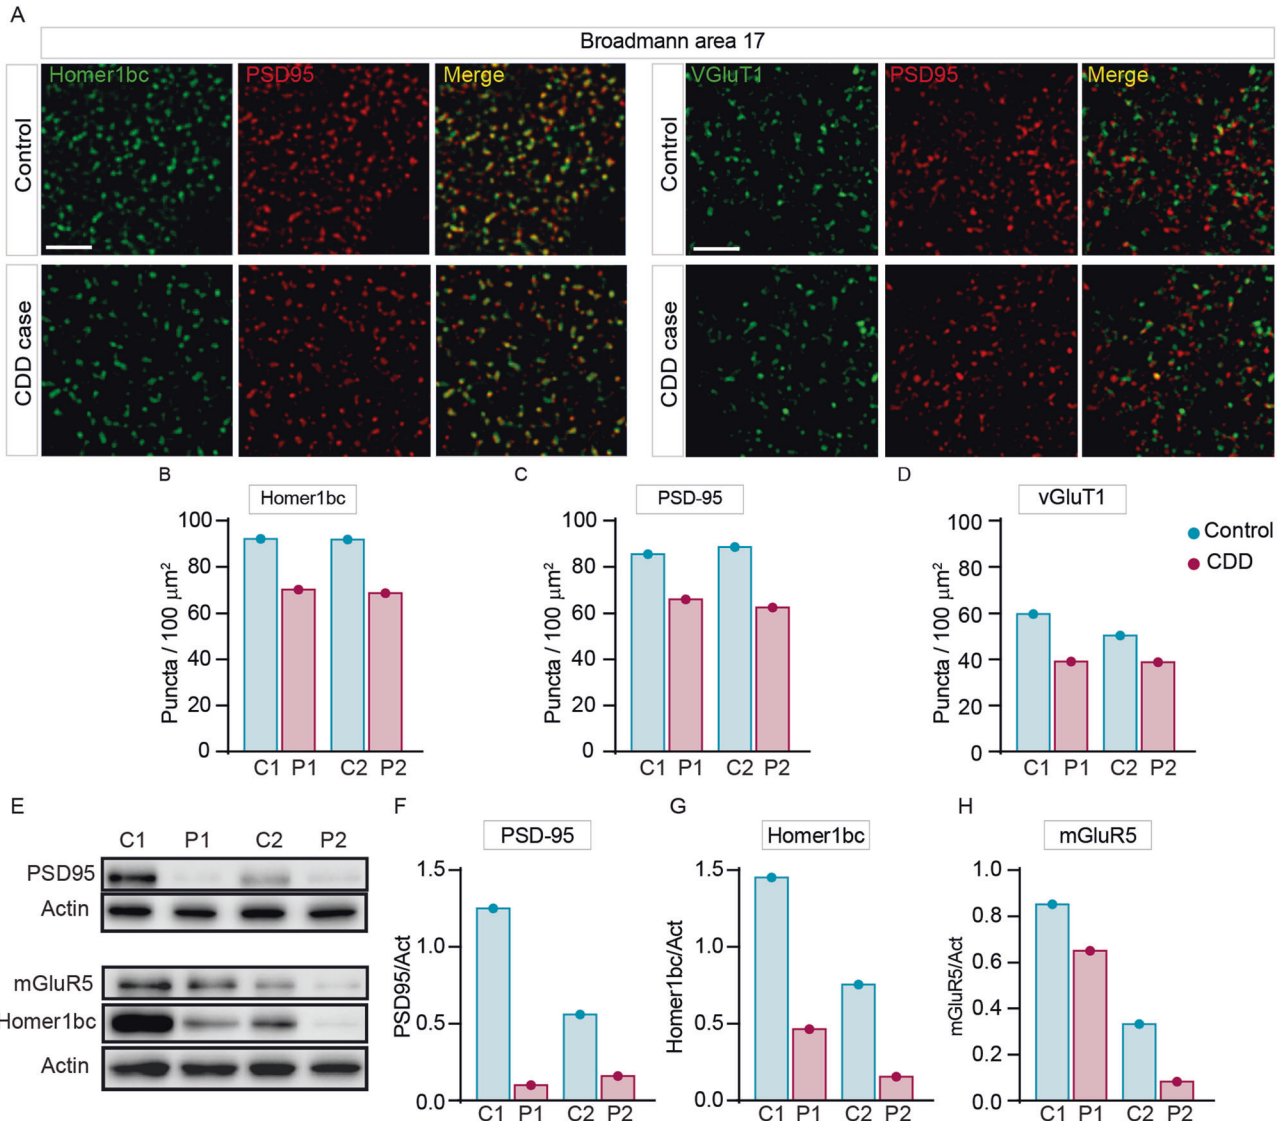 A
Broadmann area 17
Homer1bc PSD95 Merge VGluT1 PSD95 Merge
Control Control
CDD case CDD case
B C D
Homer1bc PSD-95 vGluT1
Control
CDD
Puncta / 100 µm²
100
80
60
40
20
0
C1 P1 C2 P2
Puncta / 100 µm²
100
80
60
40
20
0
C1 P1 C2 P2
Puncta / 100 µm²
100
80
60
40
20
0
C1 P1 C2 P2
E
C1 P1 C2 P2
PSD95
Actin
mGluR5
Homer1bc
Actin
F
PSD-95
PSD95/Act
1.5
1.0
0.5
0.0
C1 P1 C2 P2
G
Homer1bc
Homer1bc/Act
1.5
1.0
0.5
0.0
C1 P1 C2 P2
H
mGluR5
mGluR5/Act
1.0
0.8
0.6
0.4
0.2
0.0
C1 P1 C2 P2